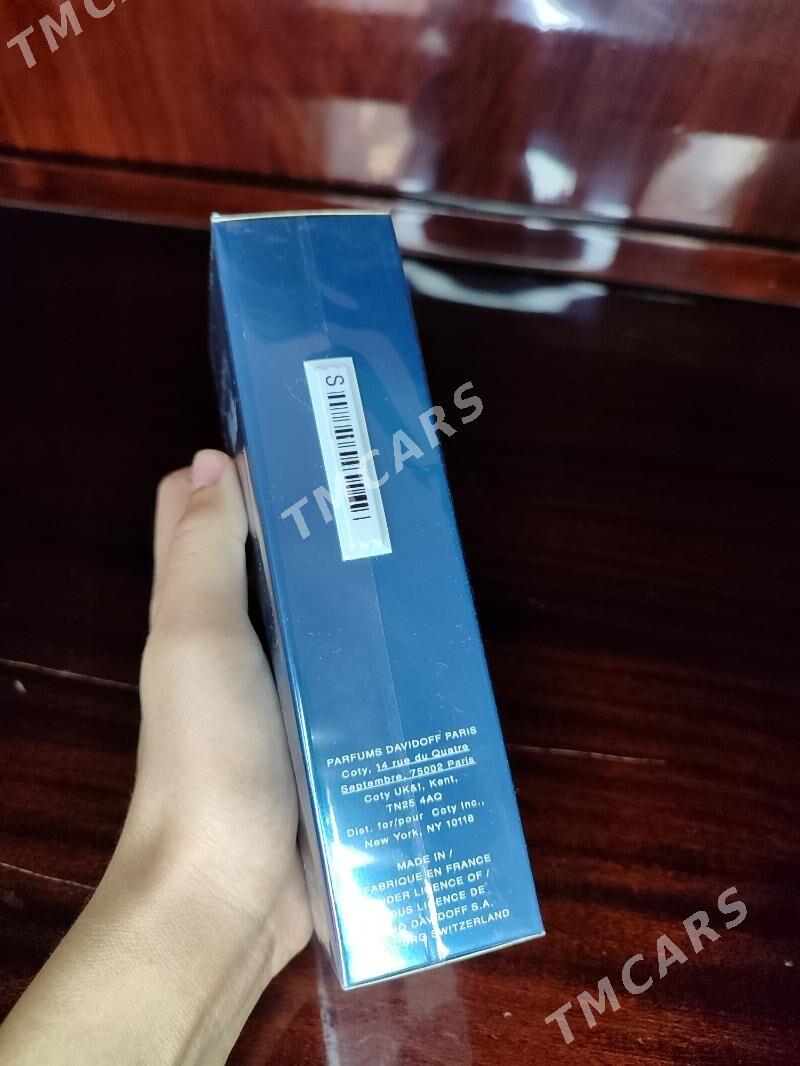 TMCARS
S
TMCARS
PARFUMS DAVIDOFF PARIS
Coty, 14 rue du Quatre
Septembre, 75002 Paris
Coty UK&I, Kent,
TN25 4AQ
Dist. for/pour Coty Inc.,
New York, NY 10118
MADE IN /
FABRIQUE EN FRANCE
LICENCE OF /
LICENCE DE
DAVIDOFF S.A.
SWITZERLAND
TMCARS
TMCARS